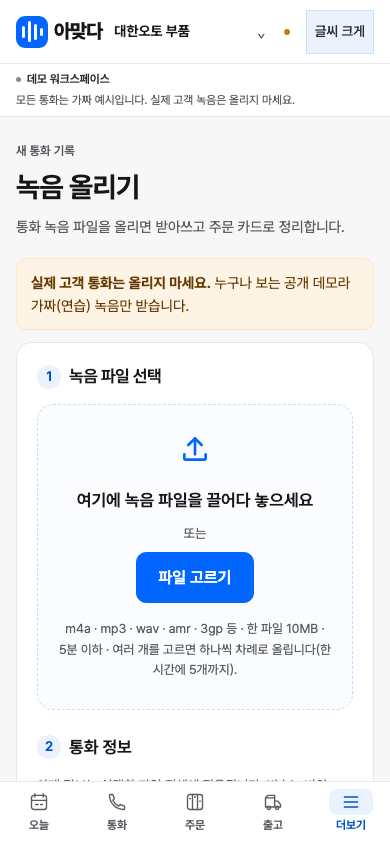 아맞다 대한오토 부품 글씨 크게
데모 워크스페이스
모든 통화는 가짜 예시입니다. 실제 고객 녹음은 올리지 마세요.
새 통화 기록
녹음 올리기
통화 녹음 파일을 올리면 받아쓰고 주문 카드로 정리합니다.
실제 고객 통화는 올리지 마세요. 누구나 보는 공개 데모라
가짜(연습) 녹음만 받습니다.
1 녹음 파일 선택
여기에 녹음 파일을 끌어다 놓으세요
또는
파일 고르기
m4a · mp3 · wav · amr · 3gp 등 · 한 파일 10MB ·
5분 이하 · 여러 개를 고르면 하나씩 차례로 올립니다(한
시간에 5개까지).
2 통화 정보
오늘 통화 주문 출고 더보기